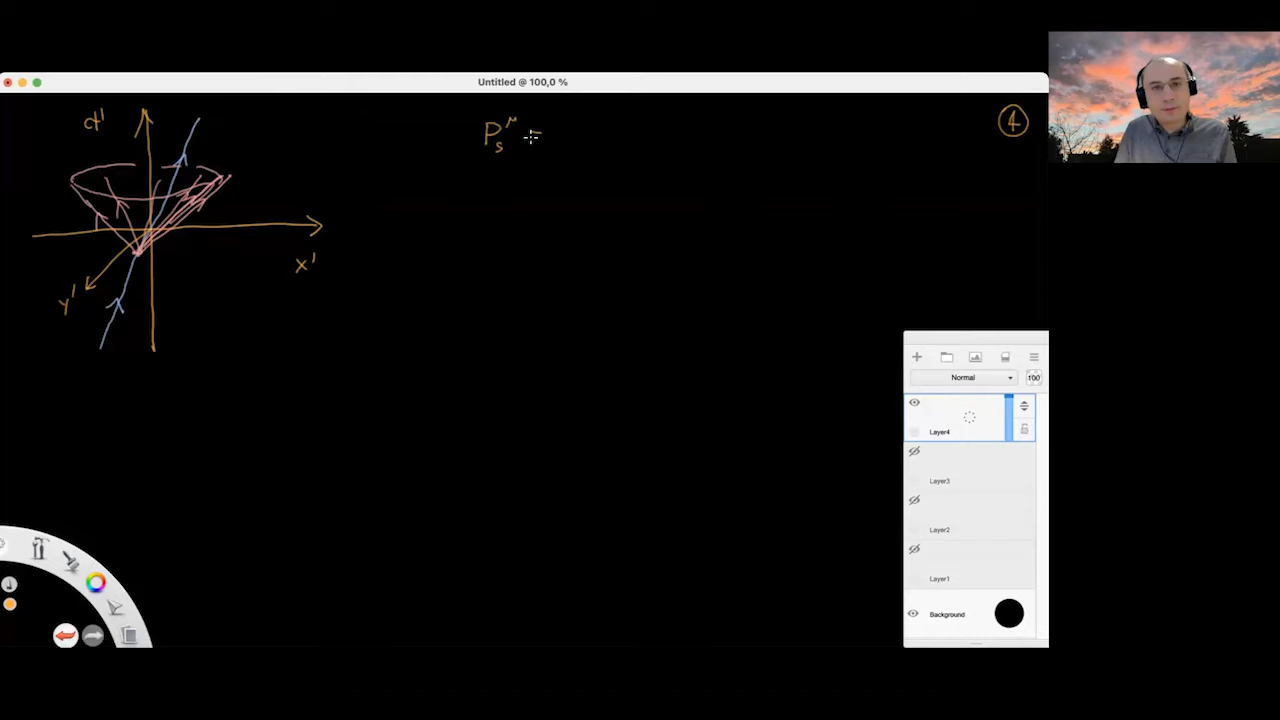 Untitled @ 100,0 %
ct'
P_s^μ =
④
x'
y'
Normal
100
Layer4
Layer3
Layer2
Layer1
Background